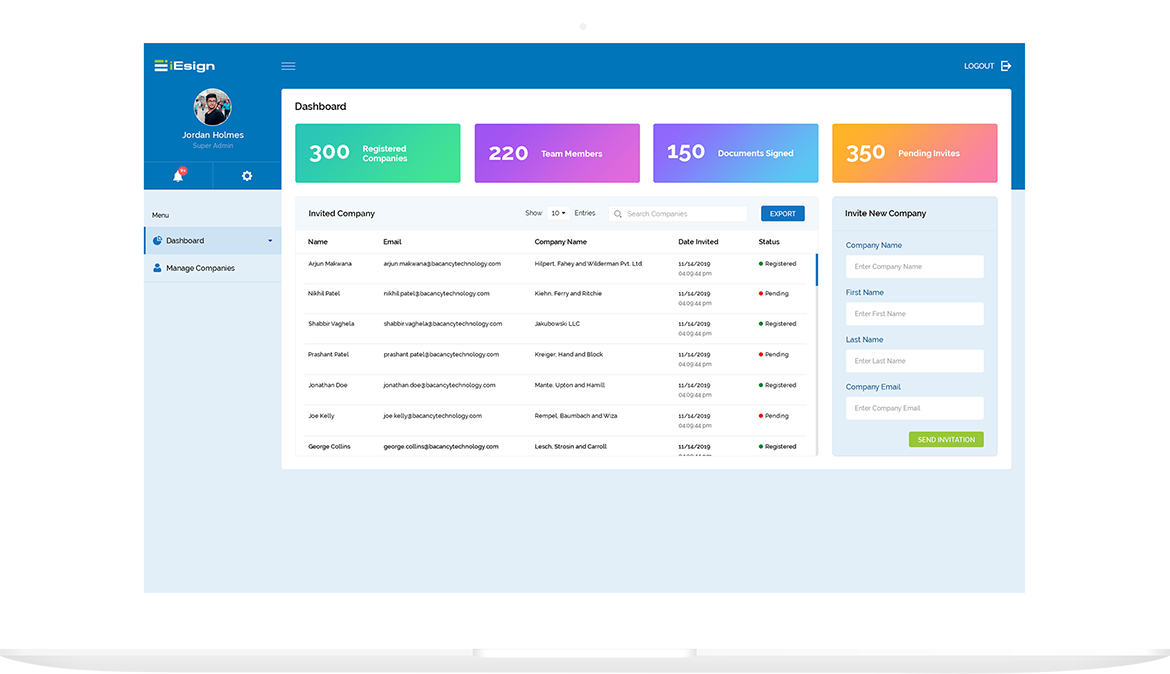 iEsign
LOGOUT
Jordan Holmes
Super Admin
9+
Menu
Dashboard
Manage Companies
Dashboard
300 Registered
Companies
220 Team Members
150 Documents Signed
350 Pending Invites
Invited Company Show 10 Entries Search Companies EXPORT
Name Email Company Name Date Invited Status
Arjun Makwana arjun.makwana@bacancytechnology.com Hilpert, Fahey and Wilderman Pvt. Ltd. 11/14/2019 Registered
04:09:44 pm
Nikhil Patel nikhil.patel@bacancytechnology.com Kiehn, Ferry and Ritchie 11/14/2019 Pending
04:09:44 pm
Shabbir Vaghela shabbir.vaghela@bacancytechnology.com Jakubowski LLC 11/14/2019 Registered
04:09:44 pm
Prashant Patel prashant.patel@bacancytechnology.com Kreiger, Hand and Block 11/14/2019 Pending
04:09:44 pm
Jonathan Doe jonathan.doe@bacancytechnology.com Mante, Upton and Hamill 11/14/2019 Registered
04:09:44 pm
Joe Kelly joe.kelly@bacancytechnology.com Rempel, Baumbach and Wiza 11/14/2019 Pending
04:09:44 pm
George Collins george.collins@bacancytechnology.com Lesch, Strosin and Carroll 11/14/2019 Registered
Invite New Company
Company Name
Enter Company Name
First Name
Enter First Name
Last Name
Enter Last Name
Company Email
Enter Company Email
SEND INVITATION